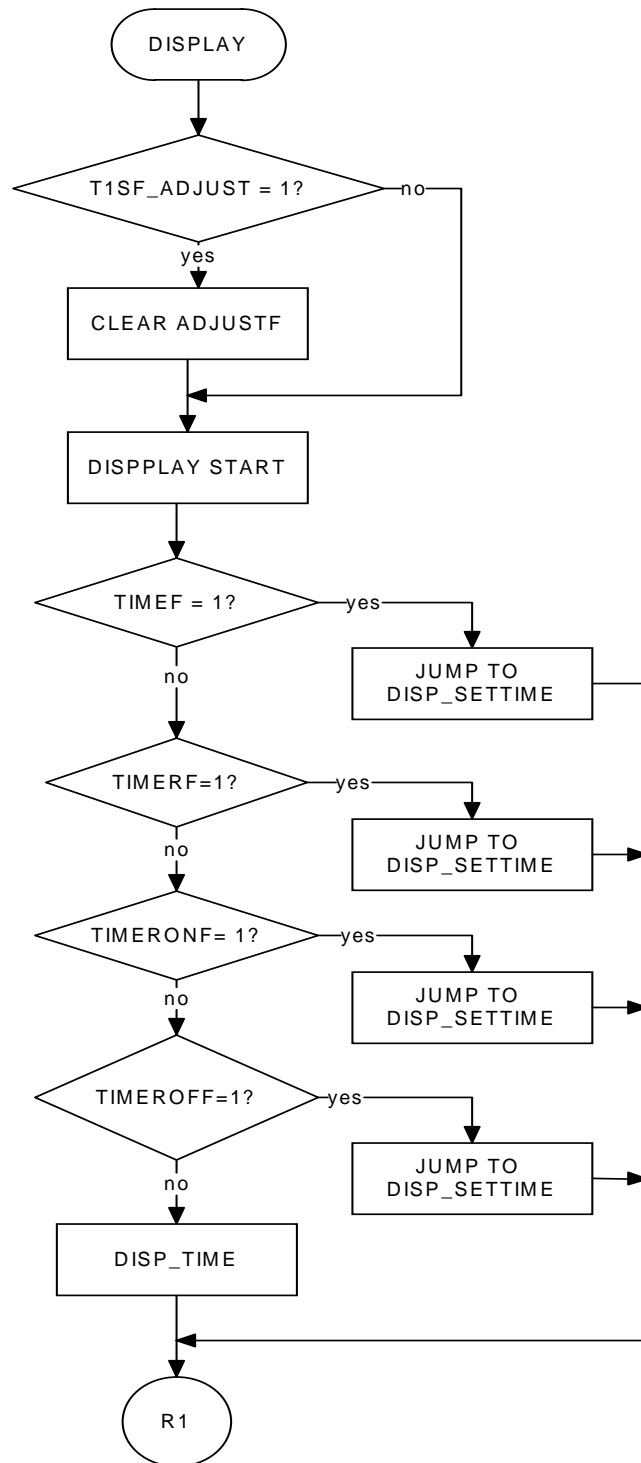 DISPLAY
T1SF_ADJUST = 1?
no
yes
CLEAR ADJUSTF
DISPPLAY START
TIMEF = 1?
yes
JUMP TO
DISP_SETTIME
no
TIMERF=1?
yes
JUMP TO
DISP_SETTIME
no
TIMERONF= 1?
yes
JUMP TO
DISP_SETTIME
no
TIMEROFF=1?
yes
JUMP TO
DISP_SETTIME
no
DISP_TIME
R1